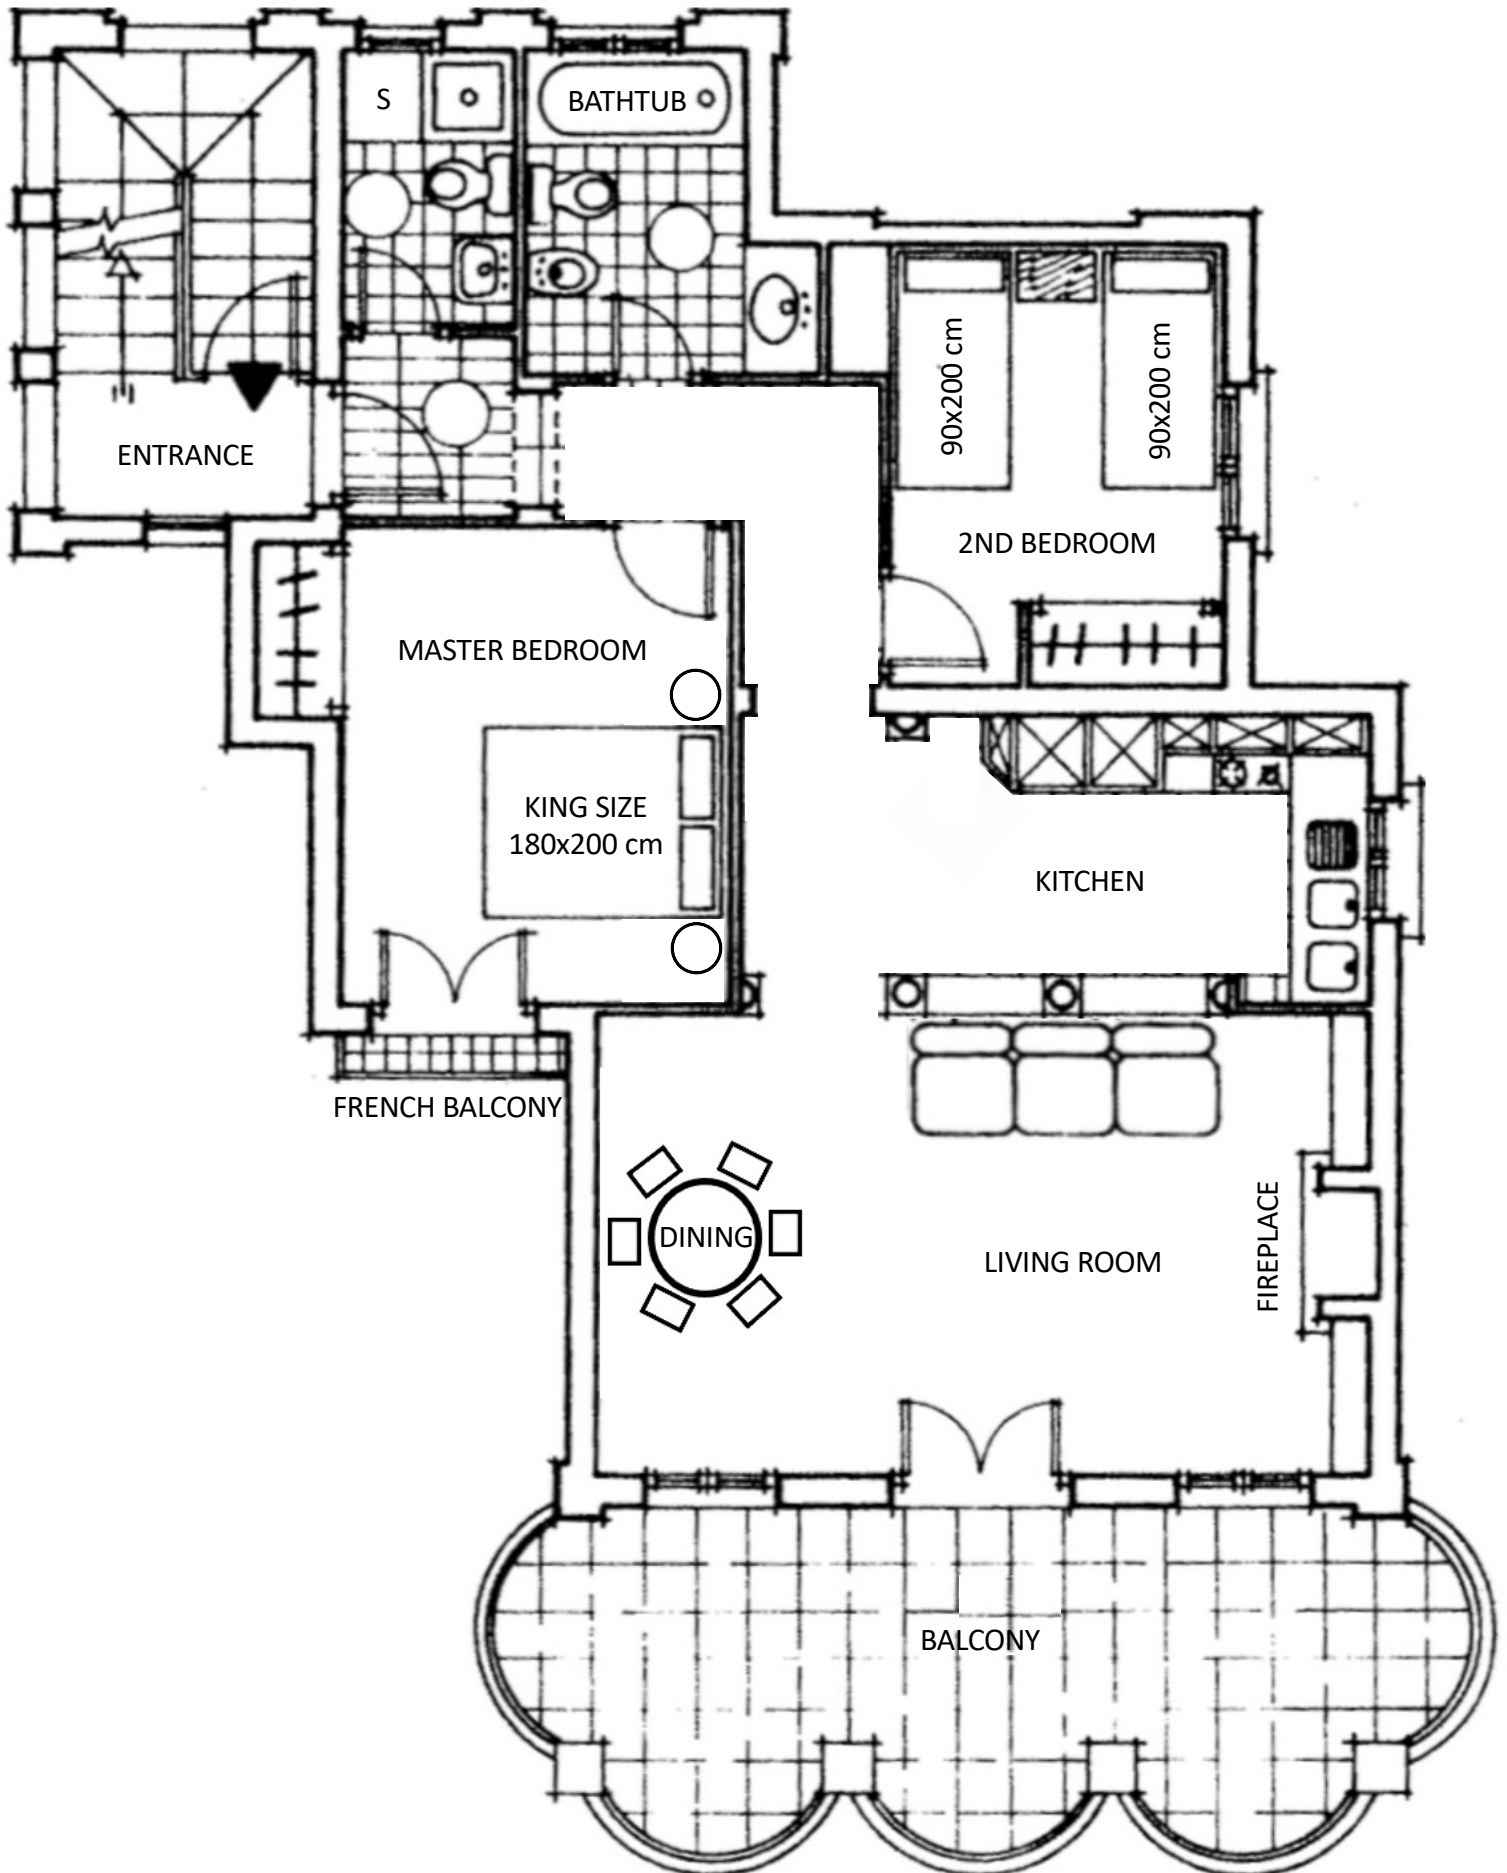 S
BATHTUB
90x200 cm
90x200 cm
ENTRANCE
2ND BEDROOM
MASTER BEDROOM
KING SIZE
180x200 cm
KITCHEN
FRENCH BALCONY
DINING
LIVING ROOM
FIREPLACE
BALCONY